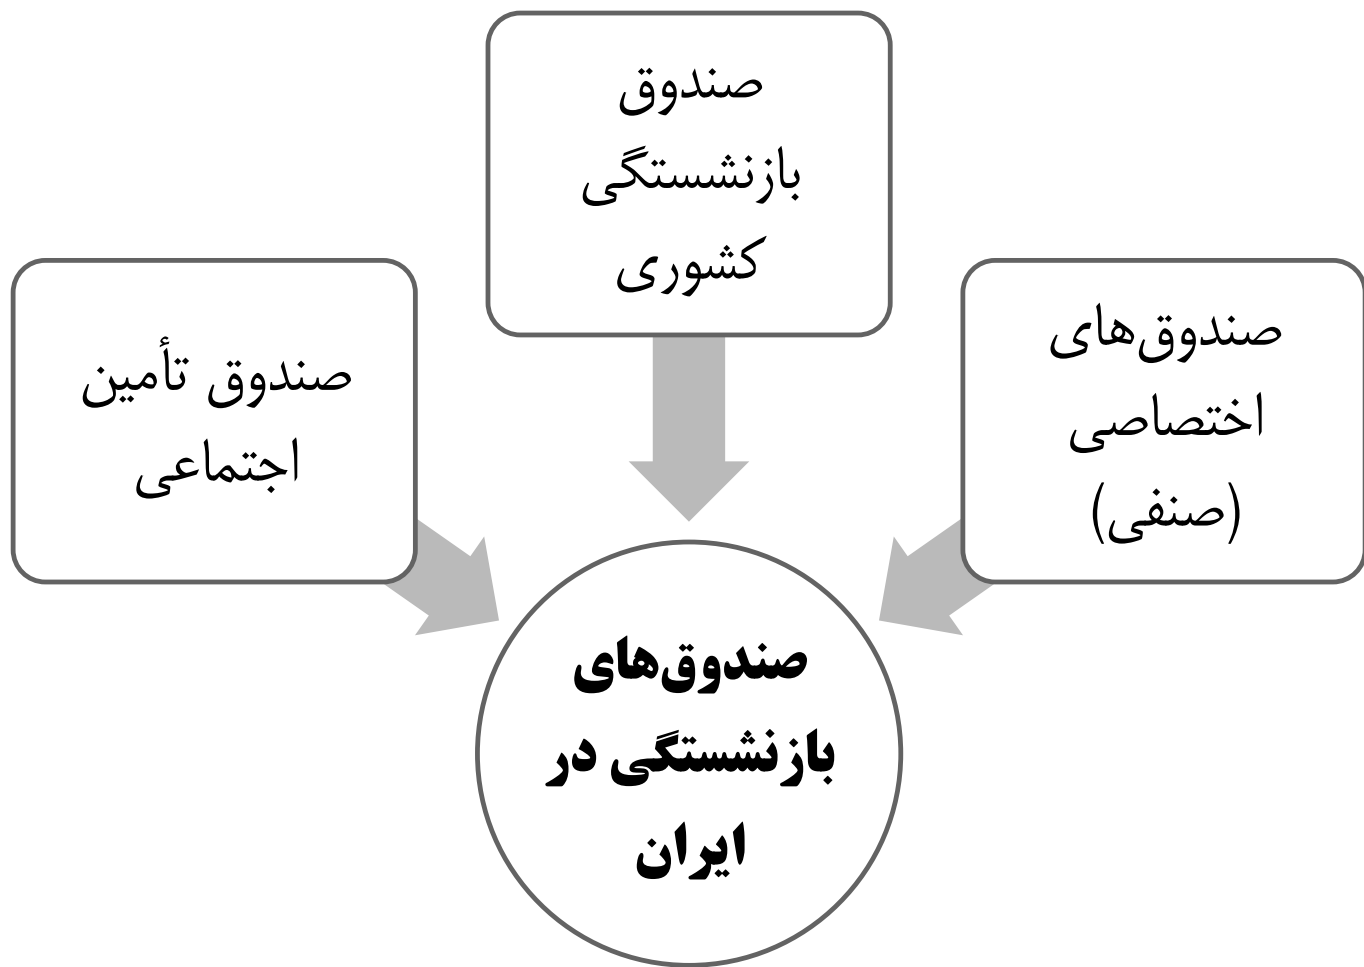 صندوق
بازنشستگی
کشوری
صندوق‌های
اختصاصی
(صنفی)
صندوق تأمین
اجتماعی
صندوق‌های
بازنشستگی در
ایران